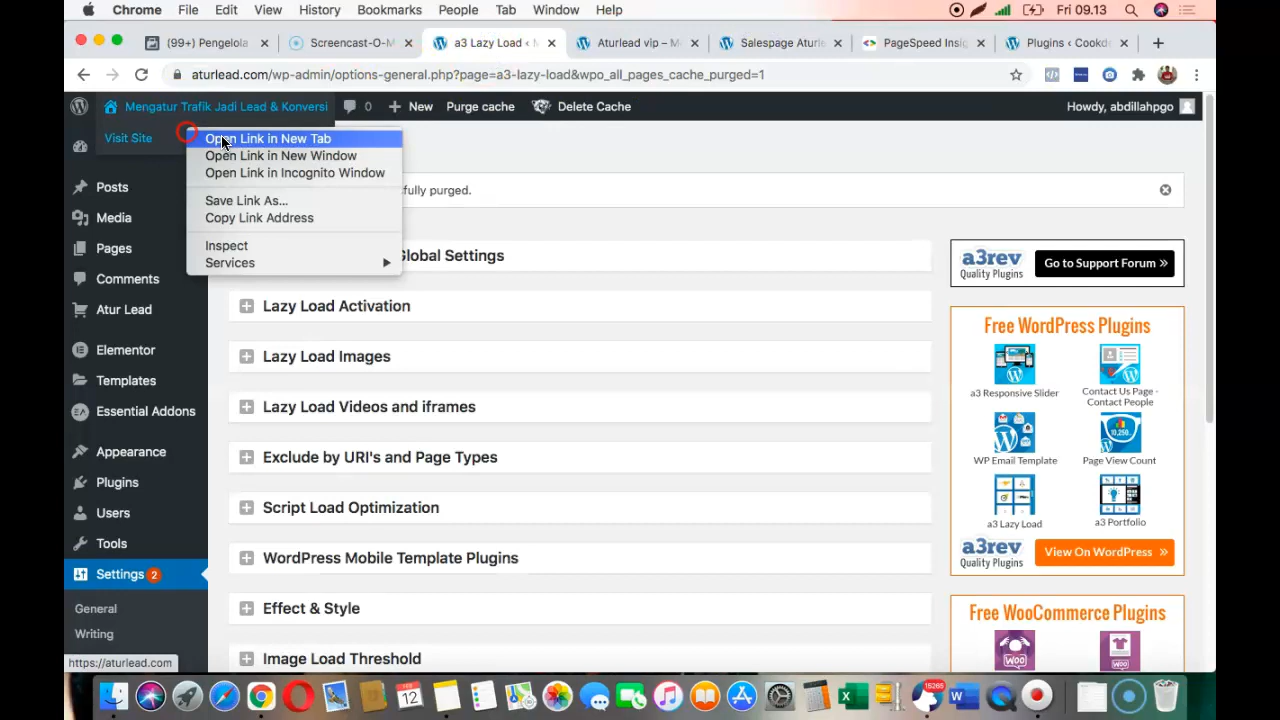 Chrome File Edit View History Bookmarks People Tab Window Help Fri 09.13
(99+) Pengelola × Screencast-O-M × a3 Lazy Load ‹ × Aturlead vip – M × Salespage Aturl × PageSpeed Insi × Plugins ‹ Cookd × +
aturlead.com/wp-admin/options-general.php?page=a3-lazy-load&wpo_all_pages_cache_purged=1
Mengatur Trafik Jadi Lead & Konversi 0 + New Purge cache Delete Cache Howdy, abdillahpgo
Visit Site
Open Link in New Tab
Open Link in New Window
Open Link in Incognito Window
Save Link As...
Copy Link Address
Inspect
Services
fully purged.
Posts
Media
Pages
Comments
Atur Lead
Elementor
Templates
Essential Addons
Appearance
Plugins
Users
Tools
Settings 2
General
Writing
https://aturlead.com
Global Settings
Lazy Load Activation
Lazy Load Images
Lazy Load Videos and iframes
Exclude by URI's and Page Types
Script Load Optimization
WordPress Mobile Template Plugins
Effect & Style
Image Load Threshold
a3rev
Quality Plugins
Go to Support Forum »
Free WordPress Plugins
a3 Responsive Slider
Contact Us Page -
Contact People
10,250
WP Email Template
Page View Count
a3 Lazy Load
a3 Portfolio
a3rev
Quality Plugins
View On WordPress »
Free WooCommerce Plugins
Woo
Woo
12
15265